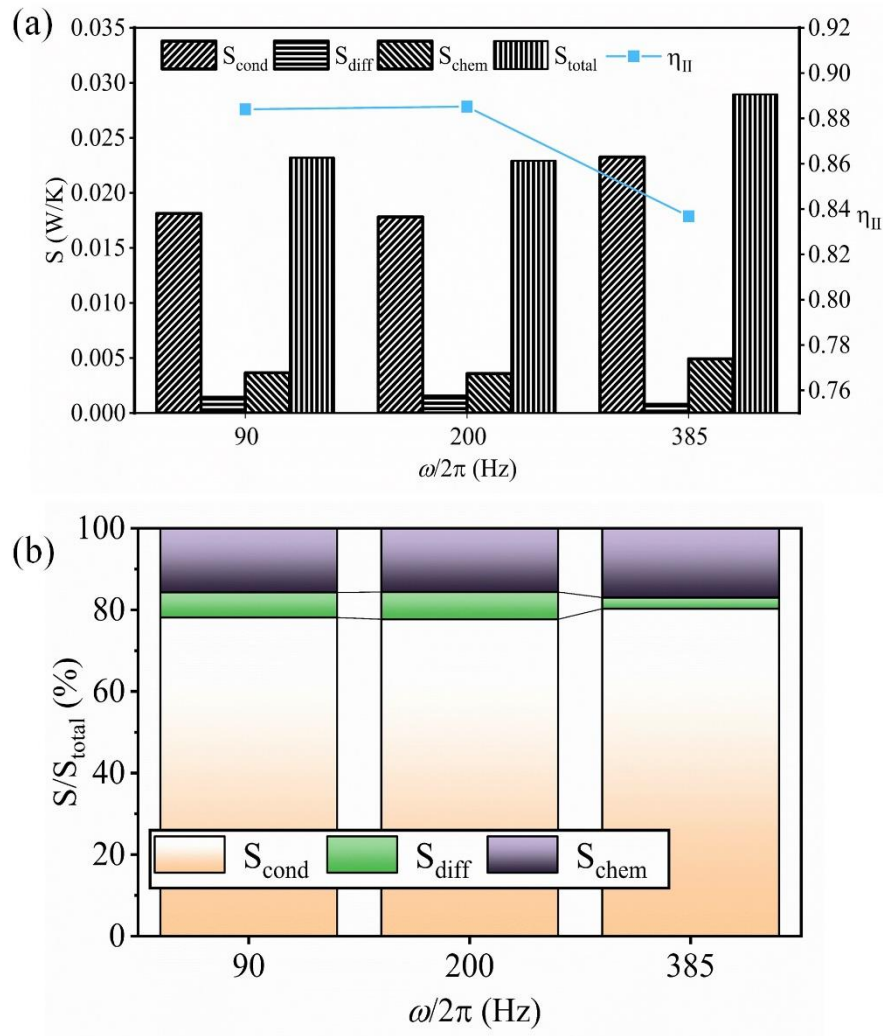 (a)
S_cond S_diff S_chem S_total η_II
0.035
0.030
0.025
0.020
0.015
0.010
0.005
0.000
S (W/K)
0.92
0.90
0.88
0.86
0.84
0.82
0.80
0.78
0.76
η_II
90 200 385
ω/2π (Hz)
(b)
100
80
60
40
20
0
S/S_total (%)
S_cond S_diff S_chem
90 200 385
ω/2π (Hz)